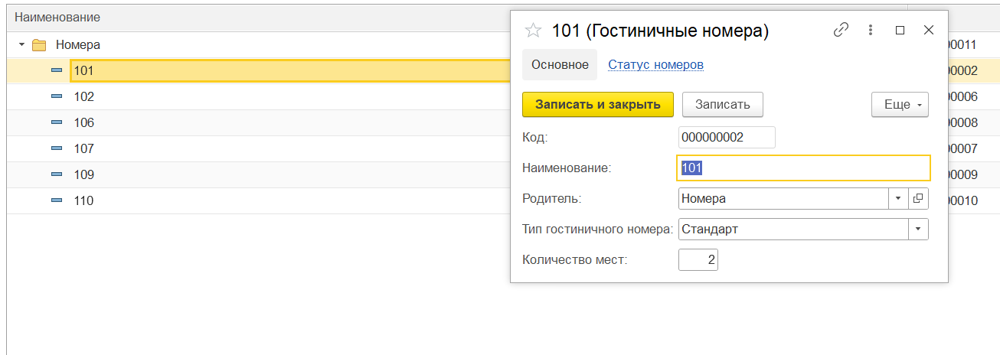 Наименование
Номера
101
102
106
107
109
110
101 (Гостиничные номера)
Основное Статус номеров
Записать и закрыть Записать Еще
Код: 000000002
Наименование: 101
Родитель: Номера
Тип гостиничного номера: Стандарт
Количество мест: 2
00011
00002
00006
00008
00007
00009
00010